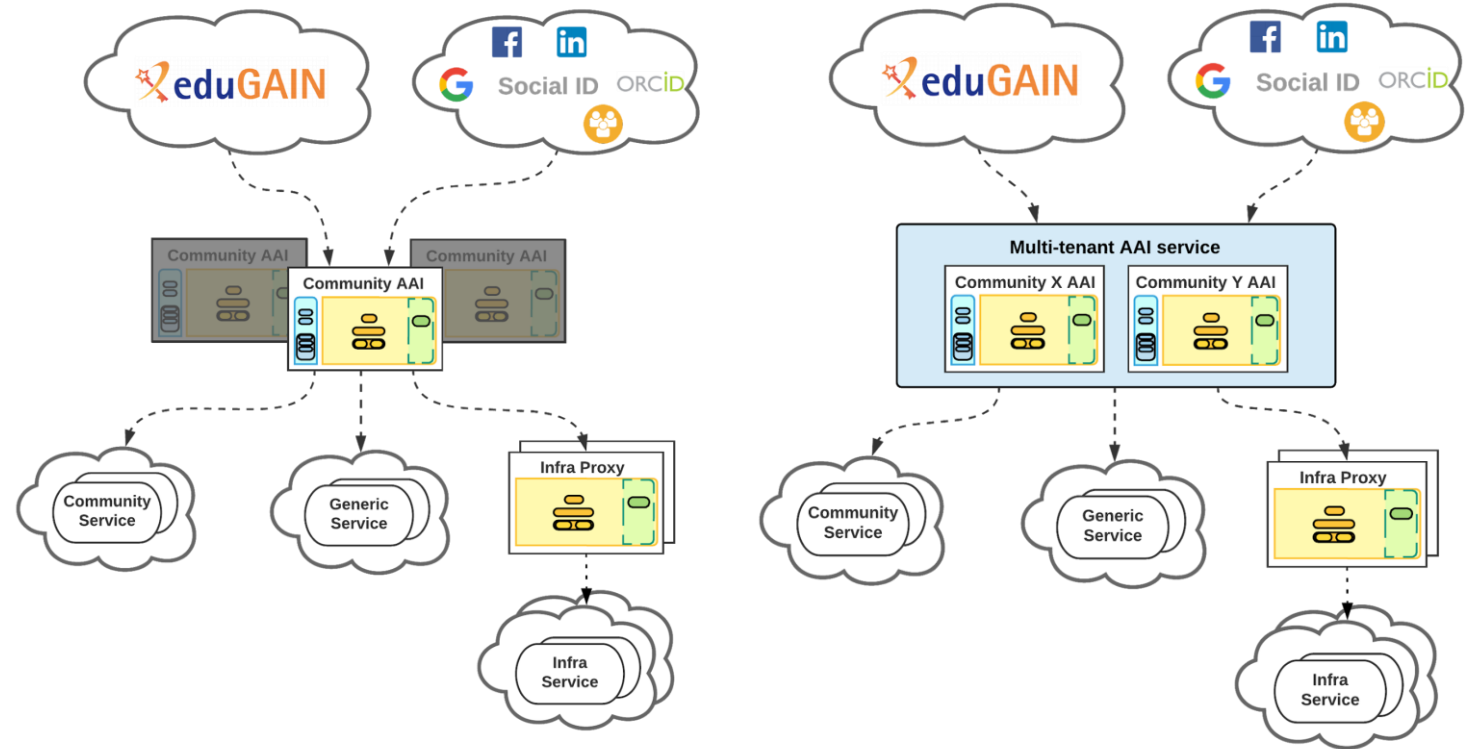 eduGAIN
f
in
G
Social ID
ORCiD
Community AAI
Community AAI
Community AAI
Community
Service
Generic
Service
Infra Proxy
Infra
Service
eduGAIN
f
in
G
Social ID
ORCiD
Multi-tenant AAI service
Community X AAI
Community Y AAI
Community
Service
Generic
Service
Infra Proxy
Infra
Service